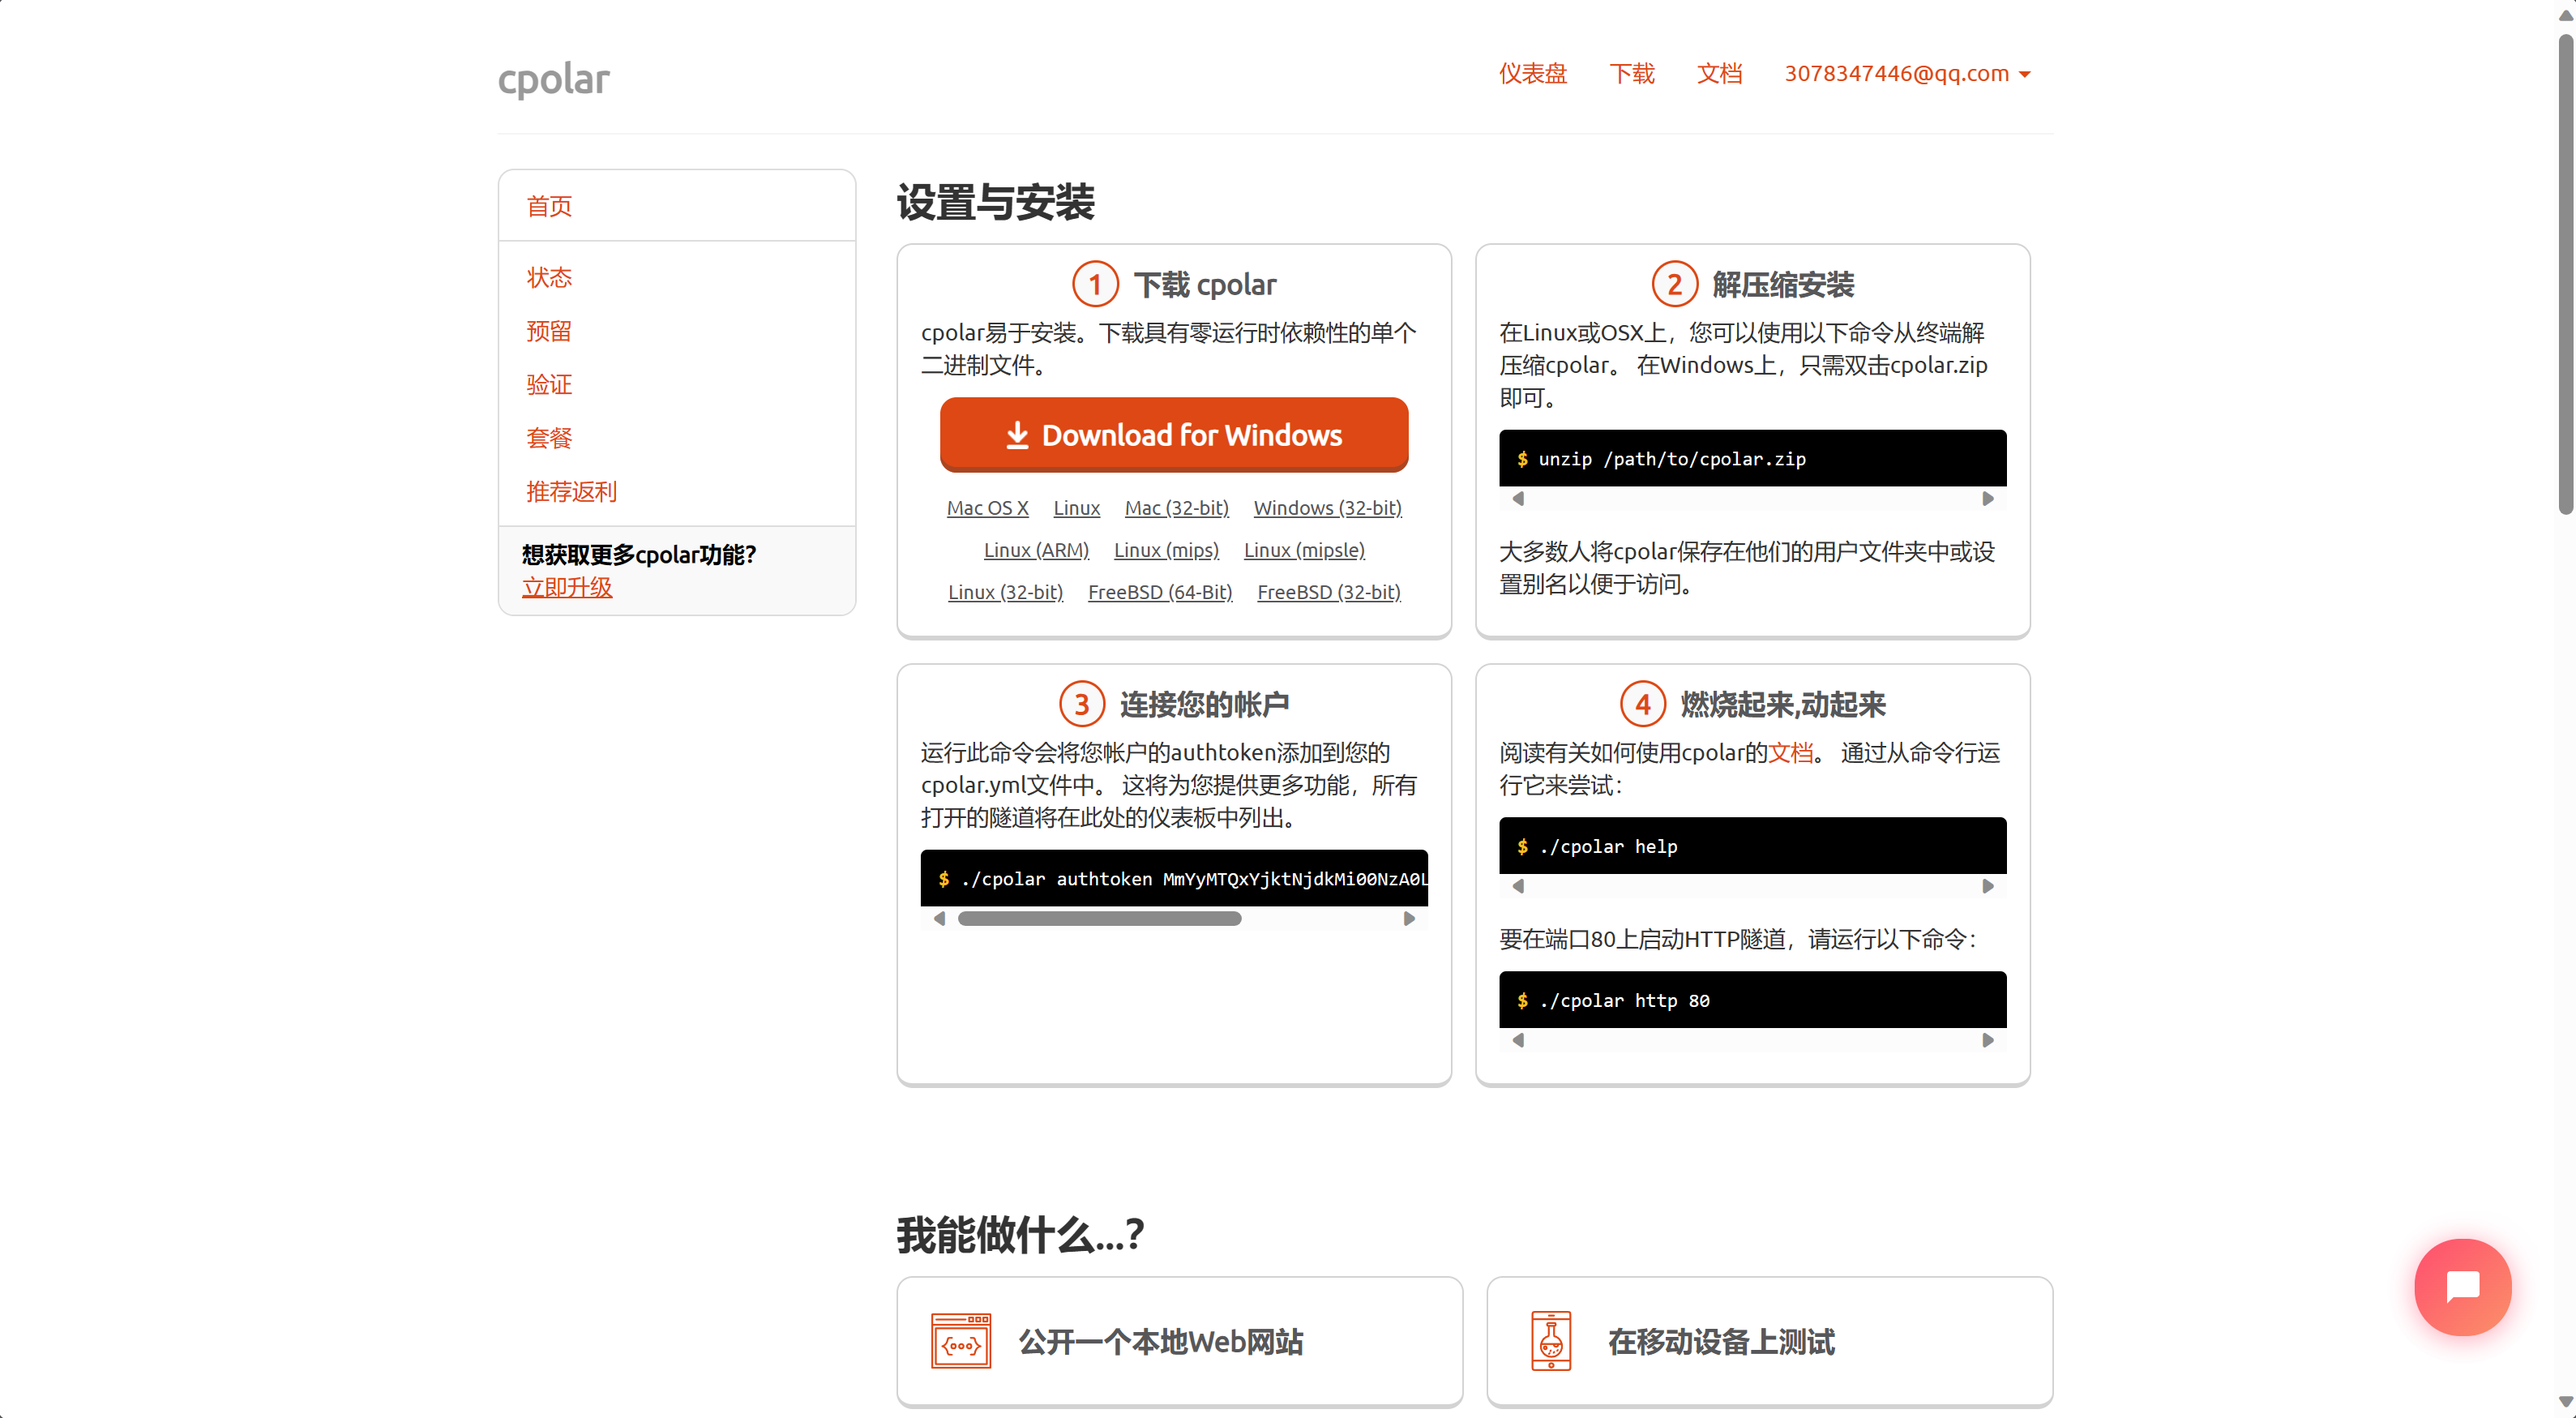 cpolar
仪表盘 下载 文档 3078347446@qq.com
首页
状态
预留
验证
套餐
推荐返利
想获取更多cpolar功能?
立即升级
设置与安装
1 下载 cpolar
cpolar易于安装。下载具有零运行时依赖性的单个
二进制文件。
Download for Windows
Mac OS X Linux Mac (32-bit) Windows (32-bit)
Linux (ARM) Linux (mips) Linux (mipsle)
Linux (32-bit) FreeBSD (64-Bit) FreeBSD (32-bit)
2 解压缩安装
在Linux或OSX上，您可以使用以下命令从终端解
压缩cpolar。 在Windows上，只需双击cpolar.zip
即可。
$ unzip /path/to/cpolar.zip
大多数人将cpolar保存在他们的用户文件夹中或设
置别名以便于访问。
3 连接您的帐户
运行此命令会将您帐户的authtoken添加到您的
cpolar.yml文件中。 这将为您提供更多功能，所有
打开的隧道将在此处的仪表板中列出。
$ ./cpolar authtoken MmYyMTQxYjktNjdkMi00NzA0L
4 燃烧起来,动起来
阅读有关如何使用cpolar的文档。 通过从命令行运
行它来尝试：
$ ./cpolar help
要在端口80上启动HTTP隧道，请运行以下命令：
$ ./cpolar http 80
我能做什么...?
公开一个本地Web网站
在移动设备上测试